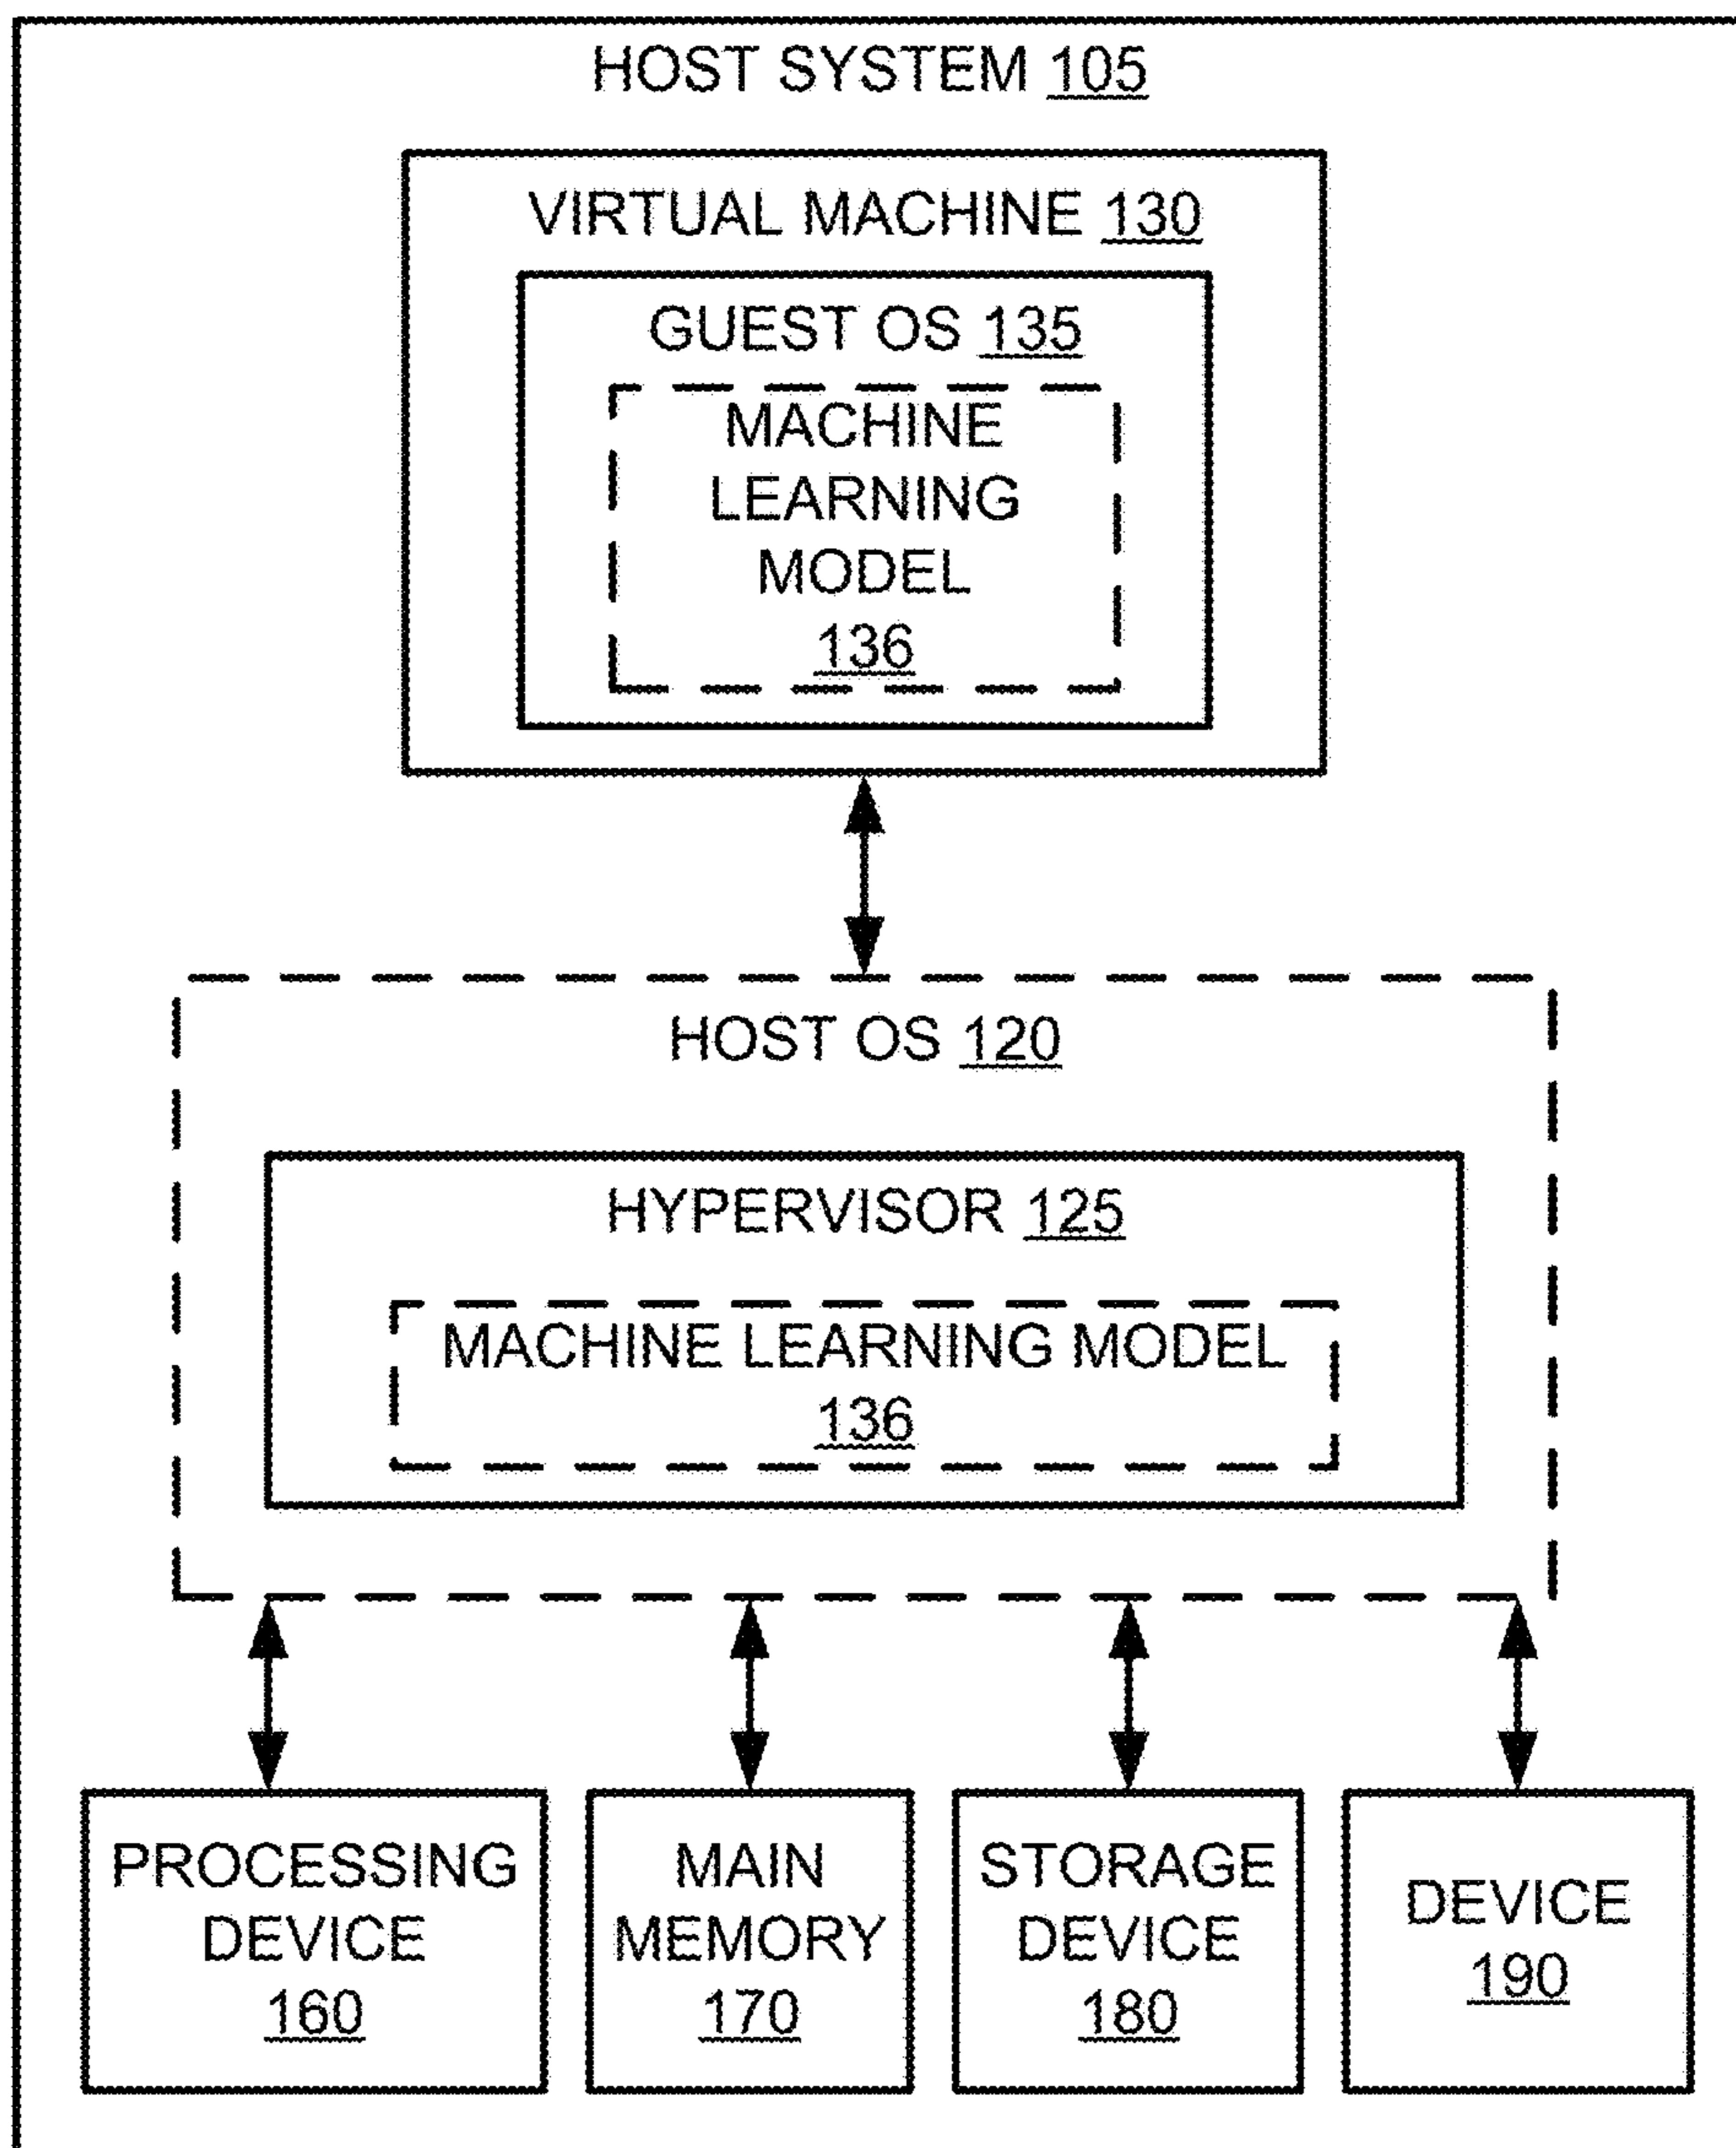 HOST SYSTEM 105
VIRTUAL MACHINE 130
GUEST OS 135
MACHINE
LEARNING
MODEL
136
HOST OS 120
HYPERVISOR 125
MACHINE LEARNING MODEL
136
PROCESSING
DEVICE
160
MAIN
MEMORY
170
STORAGE
DEVICE
180
DEVICE
190